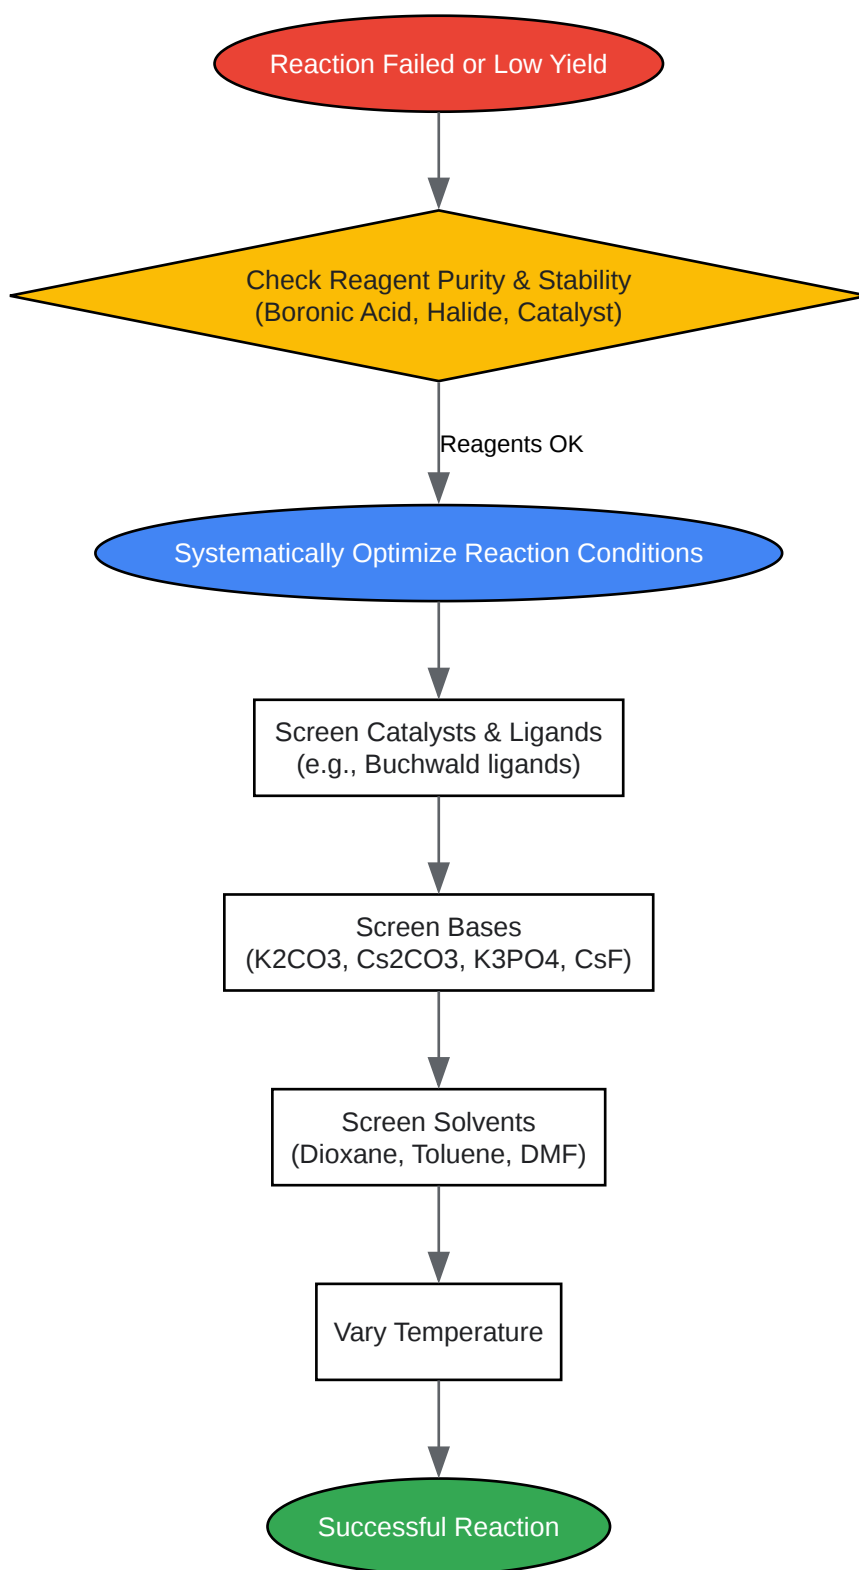 Reaction Failed or Low Yield
Check Reagent Purity & Stability
(Boronic Acid, Halide, Catalyst)
Reagents OK
Systematically Optimize Reaction Conditions
Screen Catalysts & Ligands
(e.g., Buchwald ligands)
Screen Bases
(K2CO3, Cs2CO3, K3PO4, CsF)
Screen Solvents
(Dioxane, Toluene, DMF)
Vary Temperature
Successful Reaction